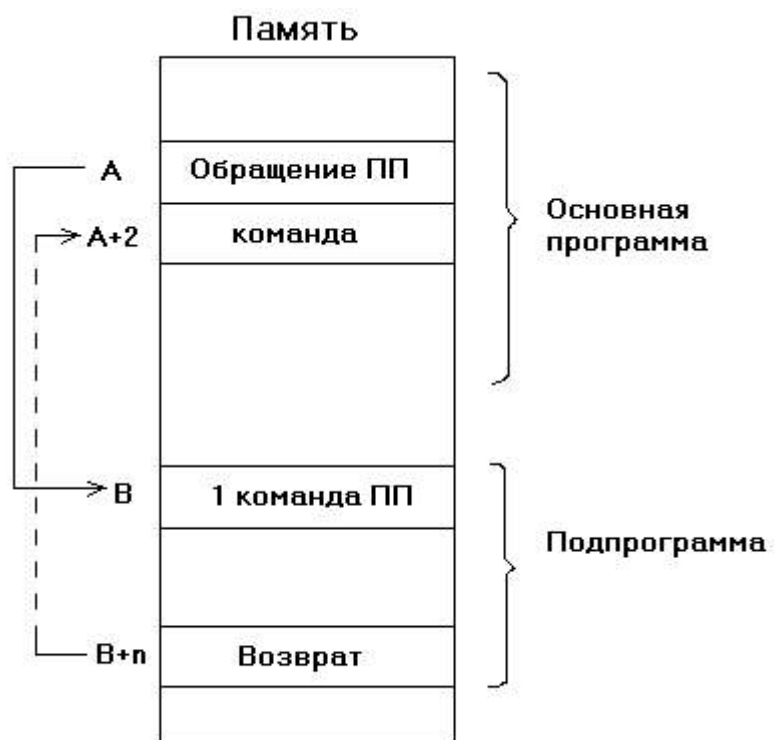 Память
A
Обращение ПП
A+2
команда
Основная
программа
B
1 команда ПП
Подпрограмма
B+n
Возврат